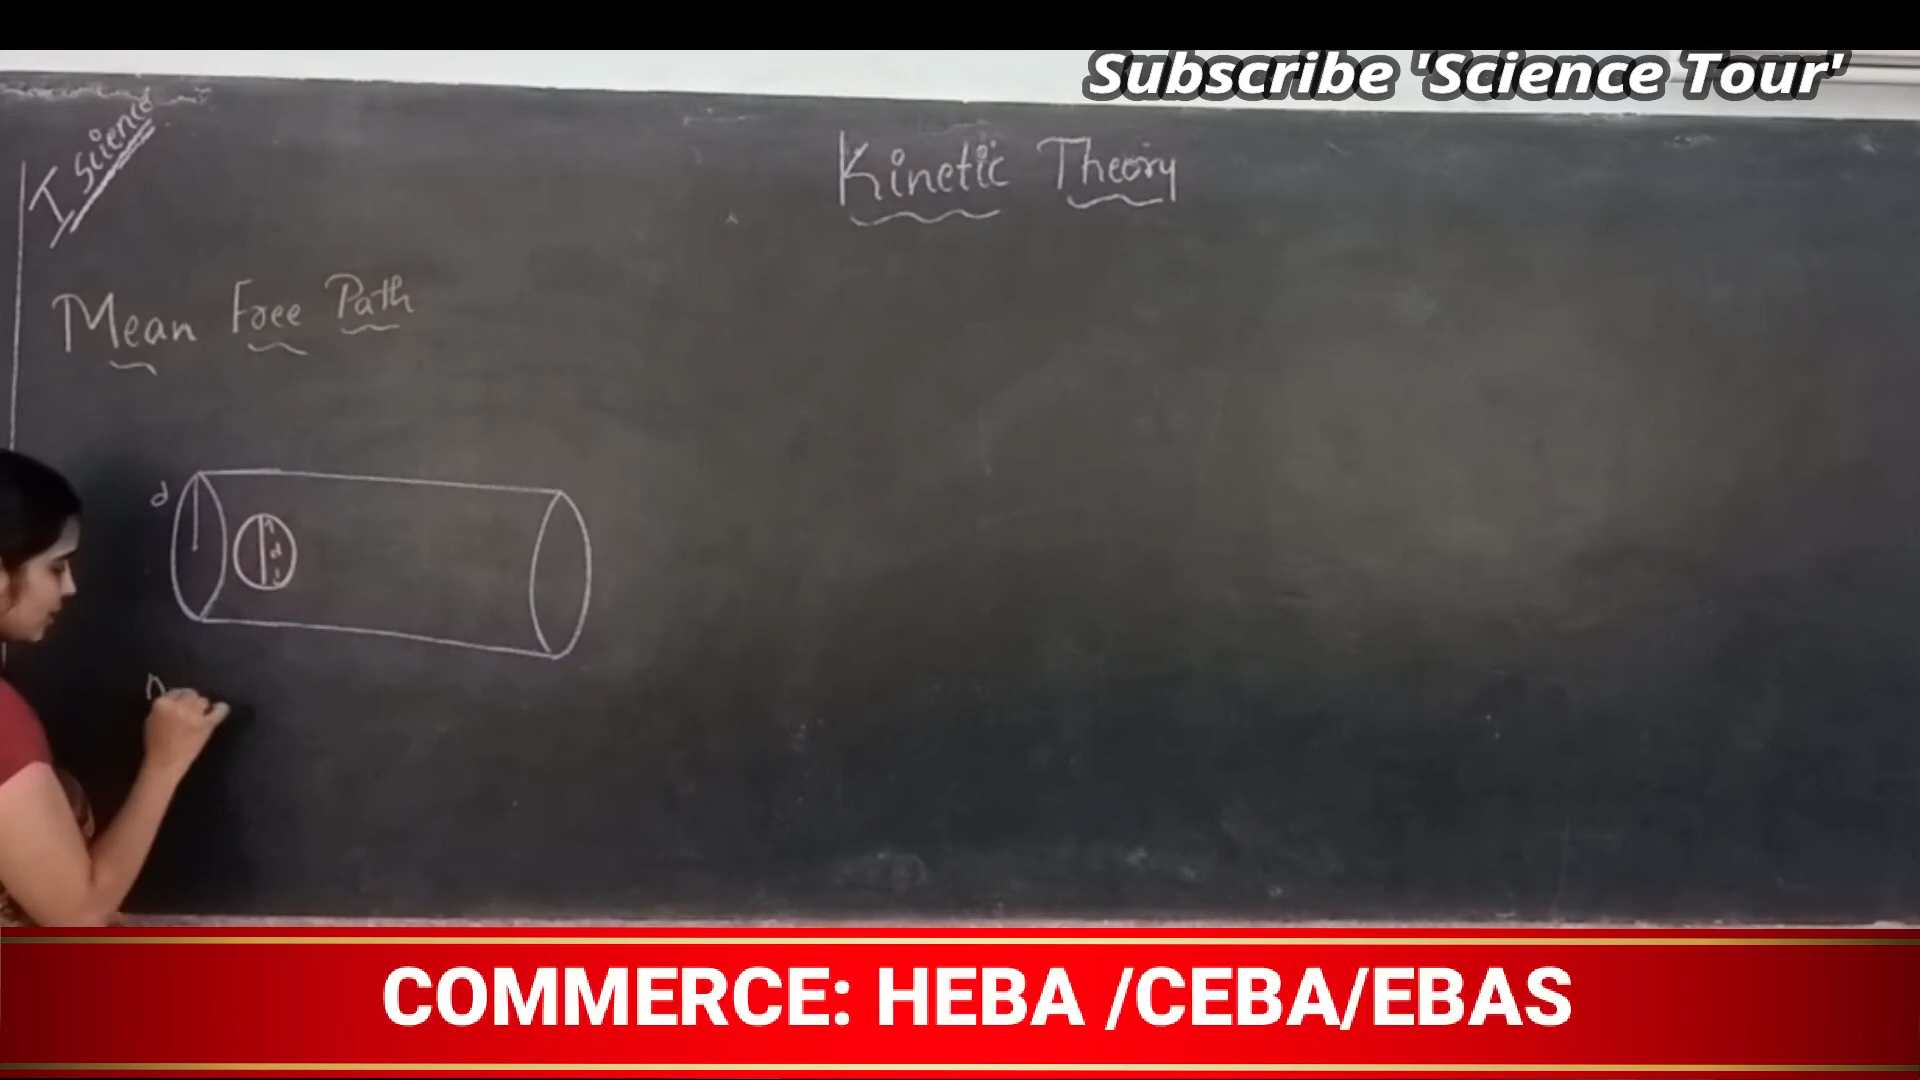 Subscribe 'Science Tour'
I Science
Kinetic Theory
Mean Free Path
d
d
n
COMMERCE: HEBA /CEBA/EBAS